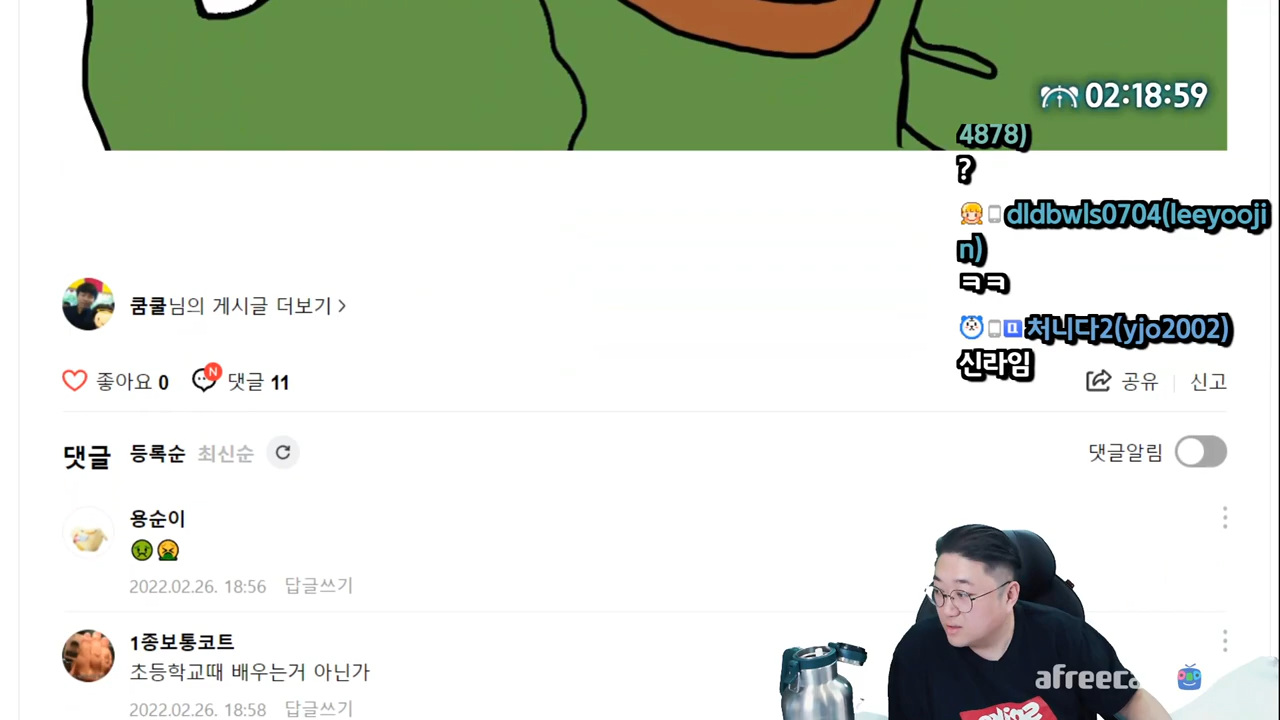 02:18:59
4878)
?
dldbwls0704(leeyooji
n)
ㅋㅋ
처니다2(yjo2002)
신라임
쿰쿨님의 게시글 더보기 >
좋아요 0 N 댓글 11
공유 신고
댓글 등록순 최신순
댓글알림
용순이
2022.02.26. 18:56 답글쓰기
1종보통코트
초등학교때 배우는거 아닌가
2022.02.26. 18:58 답글쓰기